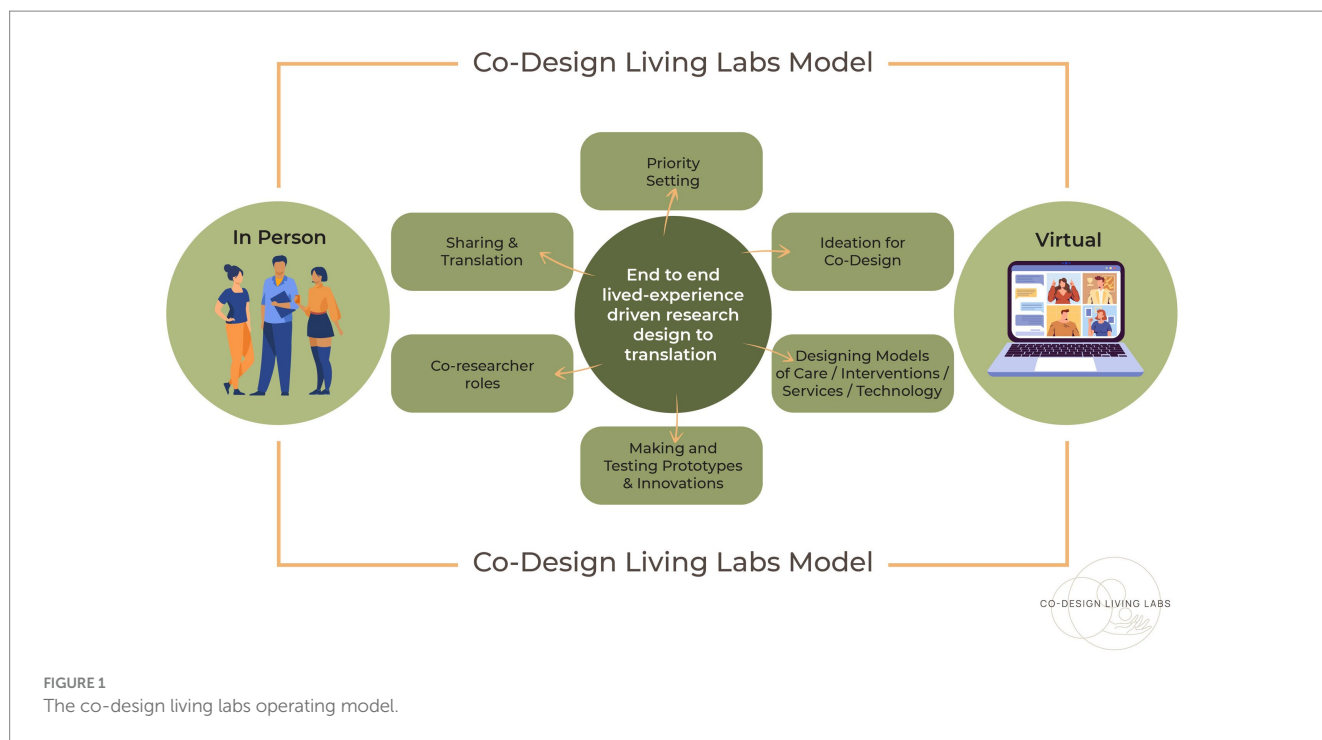 Co-Design Living Labs Model
Priority
Setting
In Person
Sharing &
Translation
Ideation for
Co-Design
Virtual
End to end
lived-experience
driven research
design to
translation
Co-researcher
roles
Designing Models
of Care / Interventions /
Services / Technology
Making and
Testing Prototypes
& Innovations
Co-Design Living Labs Model
CO-DESIGN LIVING LABS
FIGURE 1
The co-design living labs operating model.